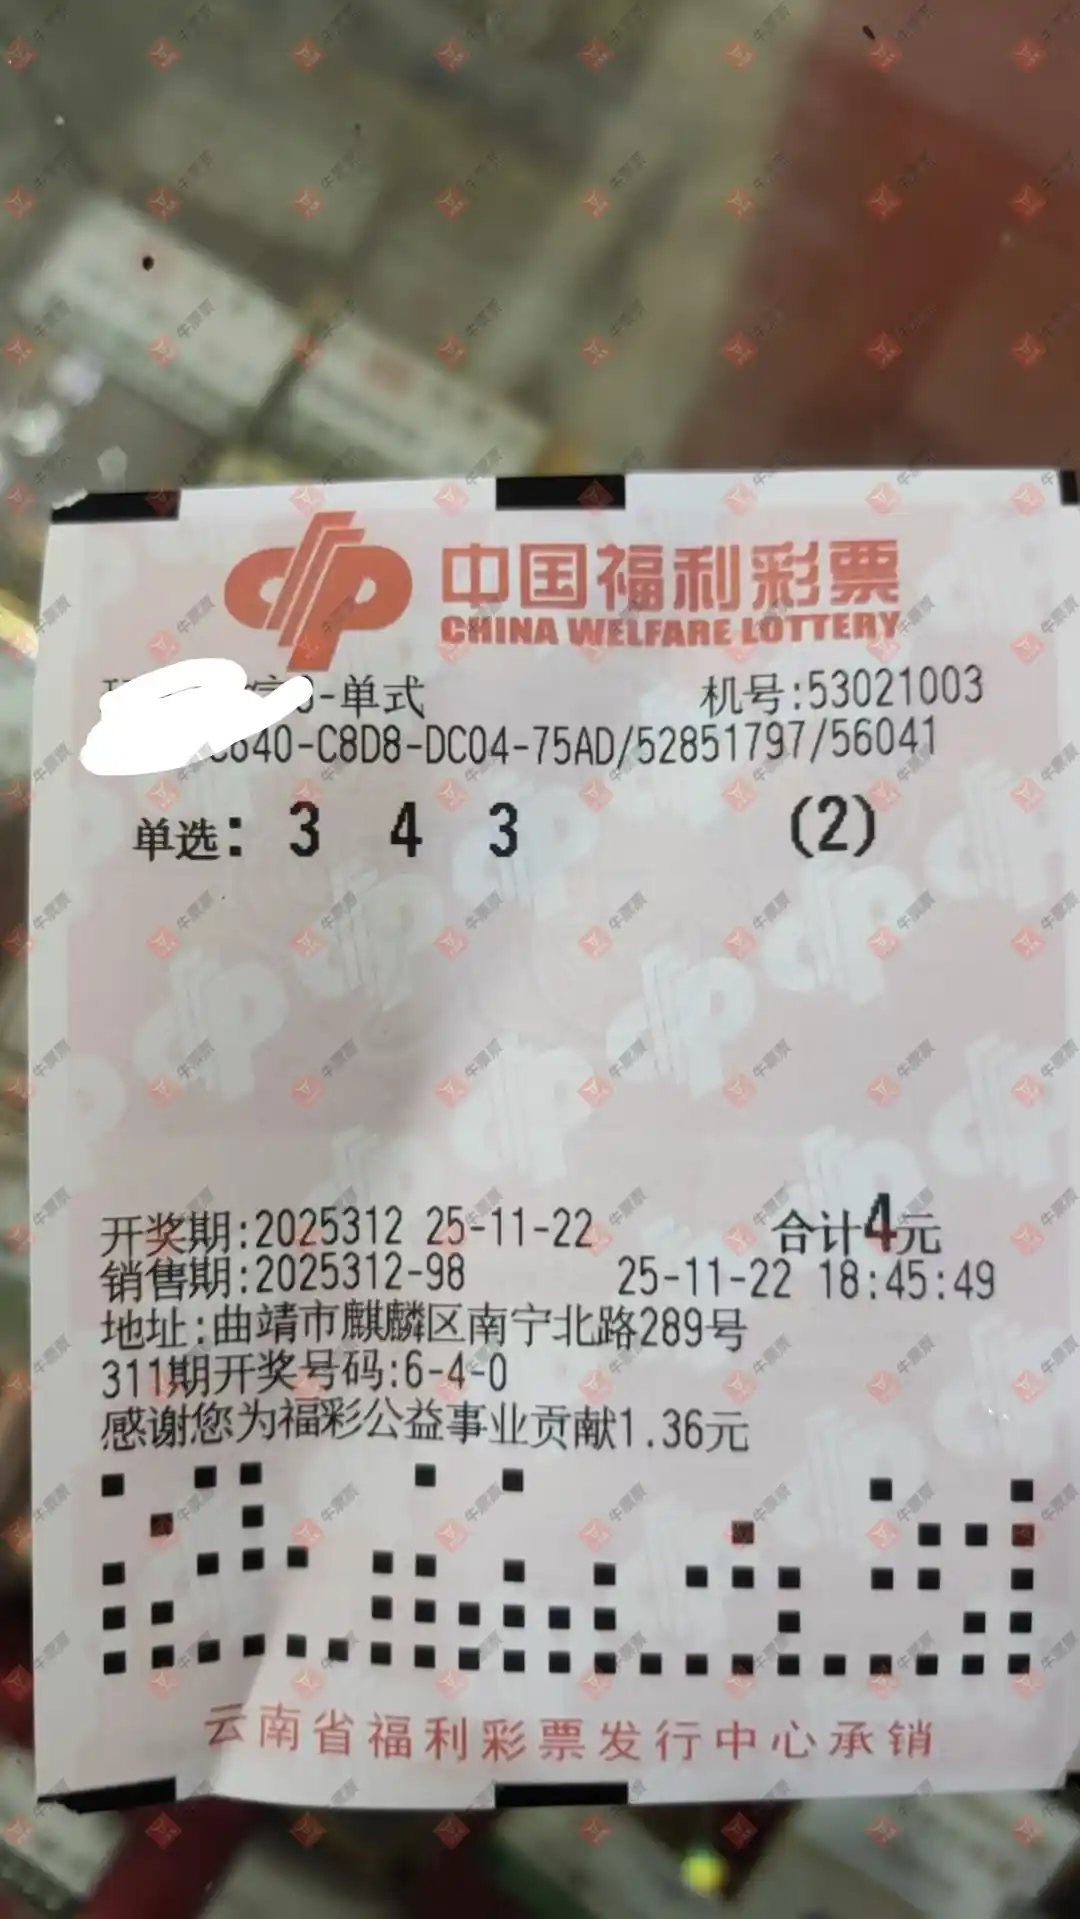 中国福利彩票
CHINA WELFARE LOTTERY
-单式 机号:53021003
640-C8D8-DC04-75AD/52851797/56041
单选: 3 4 3 (2)
开奖期:2025312 25-11-22 合计4元
销售期:2025312-98 25-11-22 18:45:49
地址:曲靖市麒麟区南宁北路289号
311期开奖号码:6-4-0
感谢您为福彩公益事业贡献1.36元
云南省福利彩票发行中心承销
牛票票